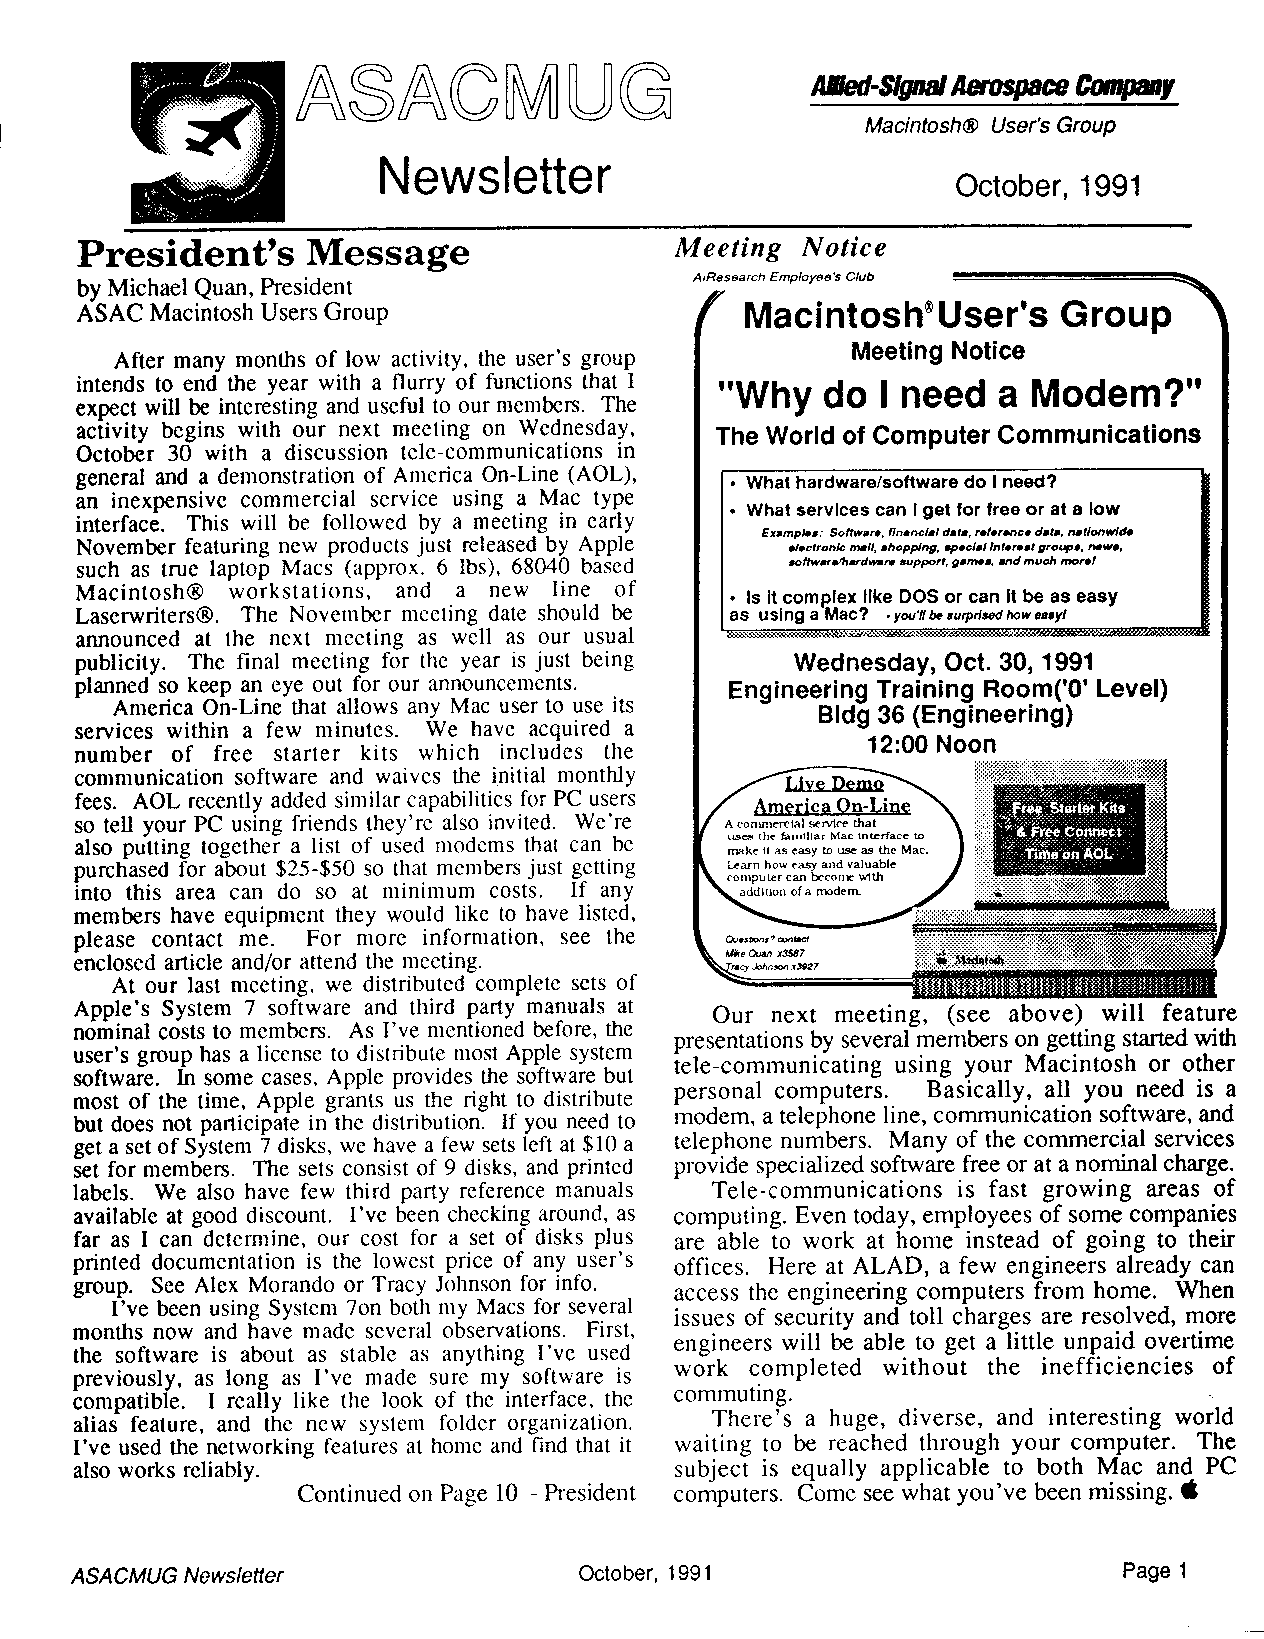 ASACMUG
Newsletter
Allied-Signal Aerospace Company
Macintosh® User's Group
October, 1991
President's Message
by Michael Quan, President
ASAC Macintosh Users Group
After many months of low activity, the user's group
intends to end the year with a flurry of functions that I
expect will be interesting and useful to our members. The
activity begins with our next meeting on Wednesday,
October 30 with a discussion tele-communications in
general and a demonstration of America On-Line (AOL),
an inexpensive commercial service using a Mac type
interface. This will be followed by a meeting in early
November featuring new products just released by Apple
such as true laptop Macs (approx. 6 lbs), 68040 based
Macintosh® workstations, and a new line of
Laserwriters®. The November meeting date should be
announced at the next meeting as well as our usual
publicity. The final meeting for the year is just being
planned so keep an eye out for our announcements.
America On-Line that allows any Mac user to use its
services within a few minutes. We have acquired a
number of free starter kits which includes the
communication software and waives the initial monthly
fees. AOL recently added similar capabilities for PC users
so tell your PC using friends they're also invited. We're
also putting together a list of used modems that can be
purchased for about $25-$50 so that members just getting
into this area can do so at minimum costs. If any
members have equipment they would like to have listed,
please contact me. For more information, see the
enclosed article and/or attend the meeting.
At our last meeting, we distributed complete sets of
Apple's System 7 software and third party manuals at
nominal costs to members. As I've mentioned before, the
user's group has a license to distribute most Apple system
software. In some cases, Apple provides the software but
most of the time, Apple grants us the right to distribute
but does not participate in the distribution. If you need to
get a set of System 7 disks, we have a few sets left at $10 a
set for members. The sets consist of 9 disks, and printed
labels. We also have few third party reference manuals
available at good discount. I've been checking around, as
far as I can determine, our cost for a set of disks plus
printed documentation is the lowest price of any user's
group. See Alex Morando or Tracy Johnson for info.
I've been using System 7on both my Macs for several
months now and have made several observations. First,
the software is about as stable as anything I've used
previously, as long as I've made sure my software is
compatible. I really like the look of the interface, the
alias feature, and the new system folder organization.
I've used the networking features at home and find that it
also works reliably.
Continued on Page 10 - President
Meeting Notice
AiResearch Employee's Club
Macintosh® User's Group
Meeting Notice
"Why do I need a Modem?"
The World of Computer Communications
• What hardware/software do I need?
• What services can I get for free or at a low
Examples: Software, financial data, reference data, nationwide
electronic mail, shopping, special interest groups, news,
software/hardware support, games, and much more!
• Is it complex like DOS or can it be as easy
as using a Mac? - you'll be surprised how easy!
Wednesday, Oct. 30, 1991
Engineering Training Room('0' Level)
Bldg 36 (Engineering)
12:00 Noon
Live Demo
America On-Line
A commercial service that
uses the familiar Mac interface to
make it as easy to use as the Mac.
Learn how easy and valuable
computer can become with
addition of a modem.
Free Starter Kits
& Free Connect
Time on AOL
Macintosh
Questions? contact
Mike Quan x3587
Tracy Johnson x3927
Our next meeting, (see above) will feature
presentations by several members on getting started with
tele-communicating using your Macintosh or other
personal computers. Basically, all you need is a
modem, a telephone line, communication software, and
telephone numbers. Many of the commercial services
provide specialized software free or at a nominal charge.
Tele-communications is fast growing areas of
computing. Even today, employees of some companies
are able to work at home instead of going to their
offices. Here at ALAD, a few engineers already can
access the engineering computers from home. When
issues of security and toll charges are resolved, more
engineers will be able to get a little unpaid overtime
work completed without the inefficiencies of
commuting.
There's a huge, diverse, and interesting world
waiting to be reached through your computer. The
subject is equally applicable to both Mac and PC
computers. Come see what you've been missing.
ASACMUG Newsletter
October, 1991
Page 1